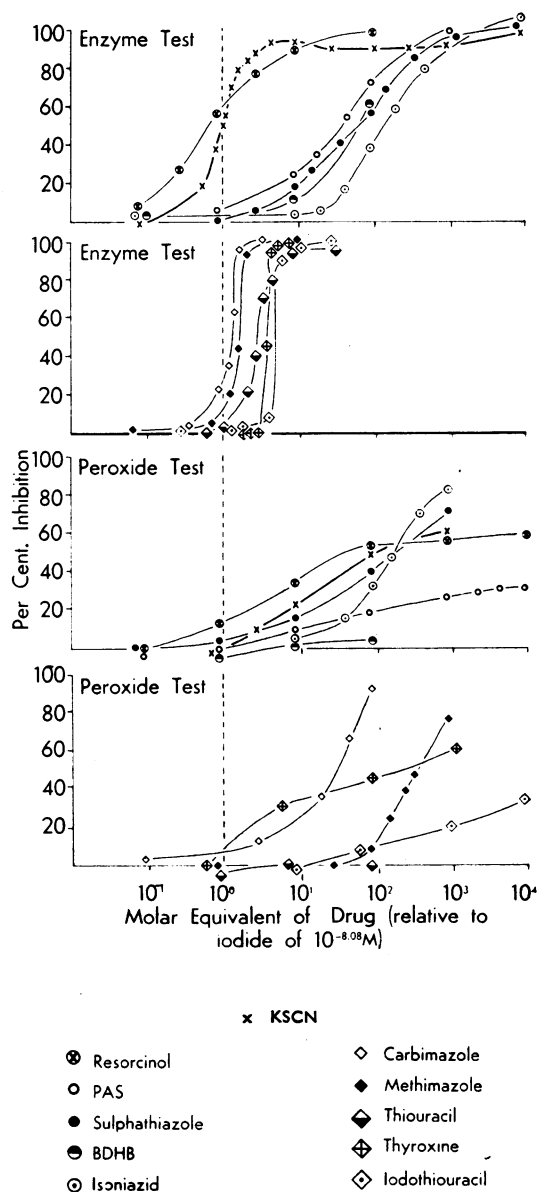 100
Enzyme Test
80
60
40
20
Enzyme Test
100
80
60
40
20
Per Cent. Inhibition
100
Peroxide Test
80
60
40
20
100
Peroxide Test
80
60
40
20
10⁻¹ 10⁰ 10¹ 10² 10³ 10⁴
Molar Equivalent of Drug (relative to
iodide of 10⁻⁸·⁰⁸M)
x KSCN
Resorcinol
PAS
Sulphathiazole
BDHB
Isoniazid
Carbimazole
Methimazole
Thiouracil
Thyroxine
Iodothiouracil